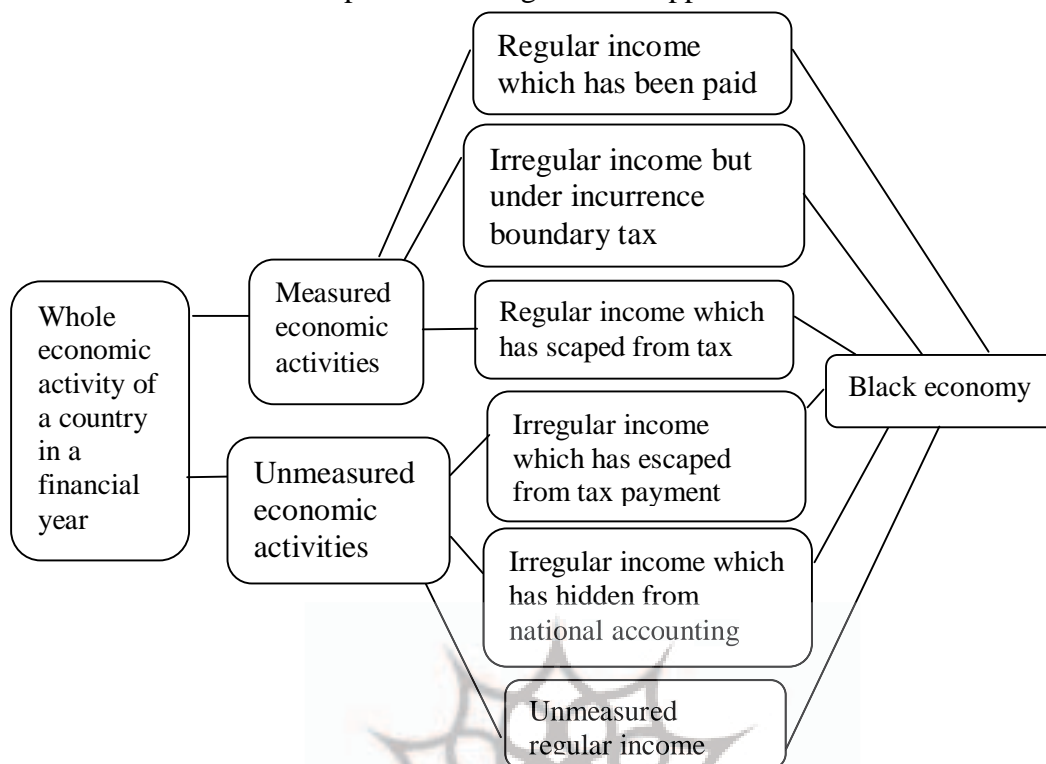 Regular income
which has been paid
Irregular income but
under incurrence
boundary tax
Whole
economic
activity of
a country
in a
financial
year
Measured
economic
activities
Regular income which
has scaped from tax
Black economy
Unmeasured
economic
activities
Irregular income
which has escaped
from tax payment
Irregular income which
has hidden from
national accounting
Unmeasured
regular income